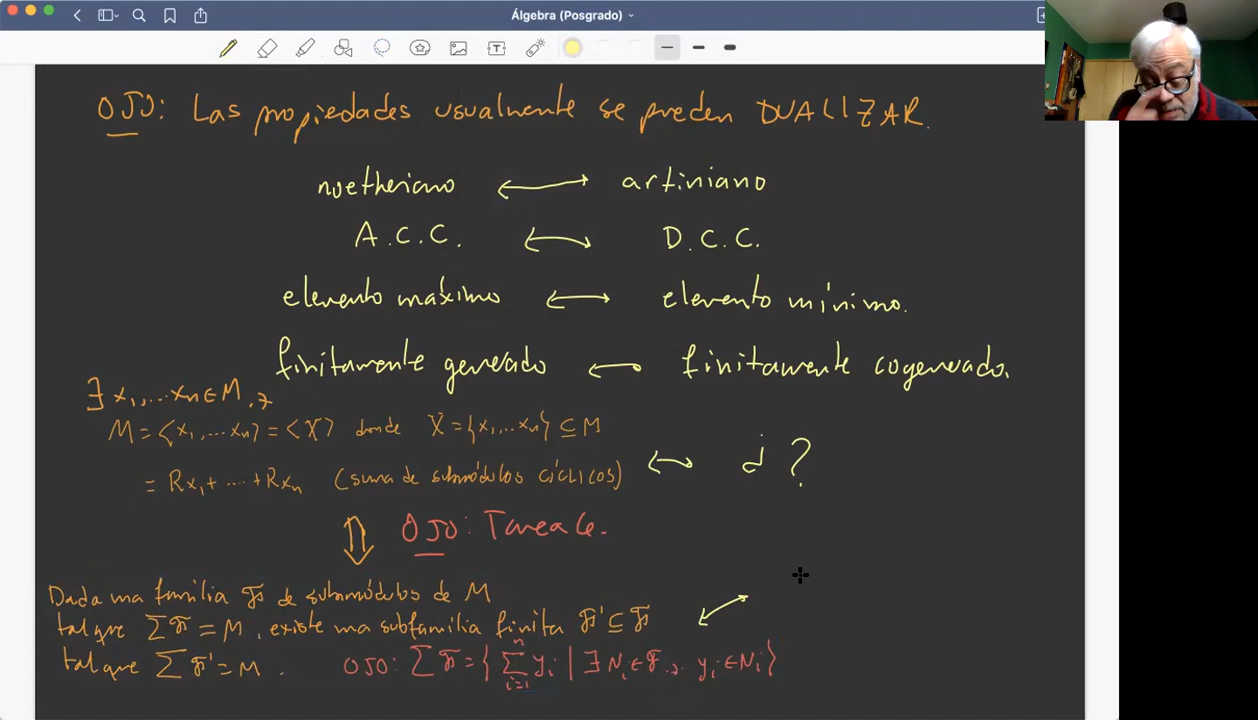 Álgebra (Posgrado)
OJO: Las propiedades usualmente se pueden DUALIZAR.
noetheriano ⟷ artiniano
A.C.C. ⟷ D.C.C.
elemento máximo ⟷ elemento mínimo.
finitamente generado ⟷ finitamente cogenerado.
∃ x₁,...xₙ ∈ M ∙϶
M = <x₁,...xₙ> = <X> donde X = {x₁,...xₙ} ⊆ M
= Rx₁ + ... + Rxₙ (suma de submódulos cíclicos) ⟷ ¿?
⇕ OJO: Tarea 6.
Dada una familia 𝓕 de submódulos de M
tal que Σ𝓕 = M, existe una subfamilia finita 𝓕' ⊆ 𝓕 ⟷
tal que Σ𝓕' = M. OJO: Σ𝓕 = {Σᵢ₌₁ⁿ yᵢ | ∃ Nᵢ ∈ 𝓕 ∙϶ yᵢ ∈ Nᵢ}